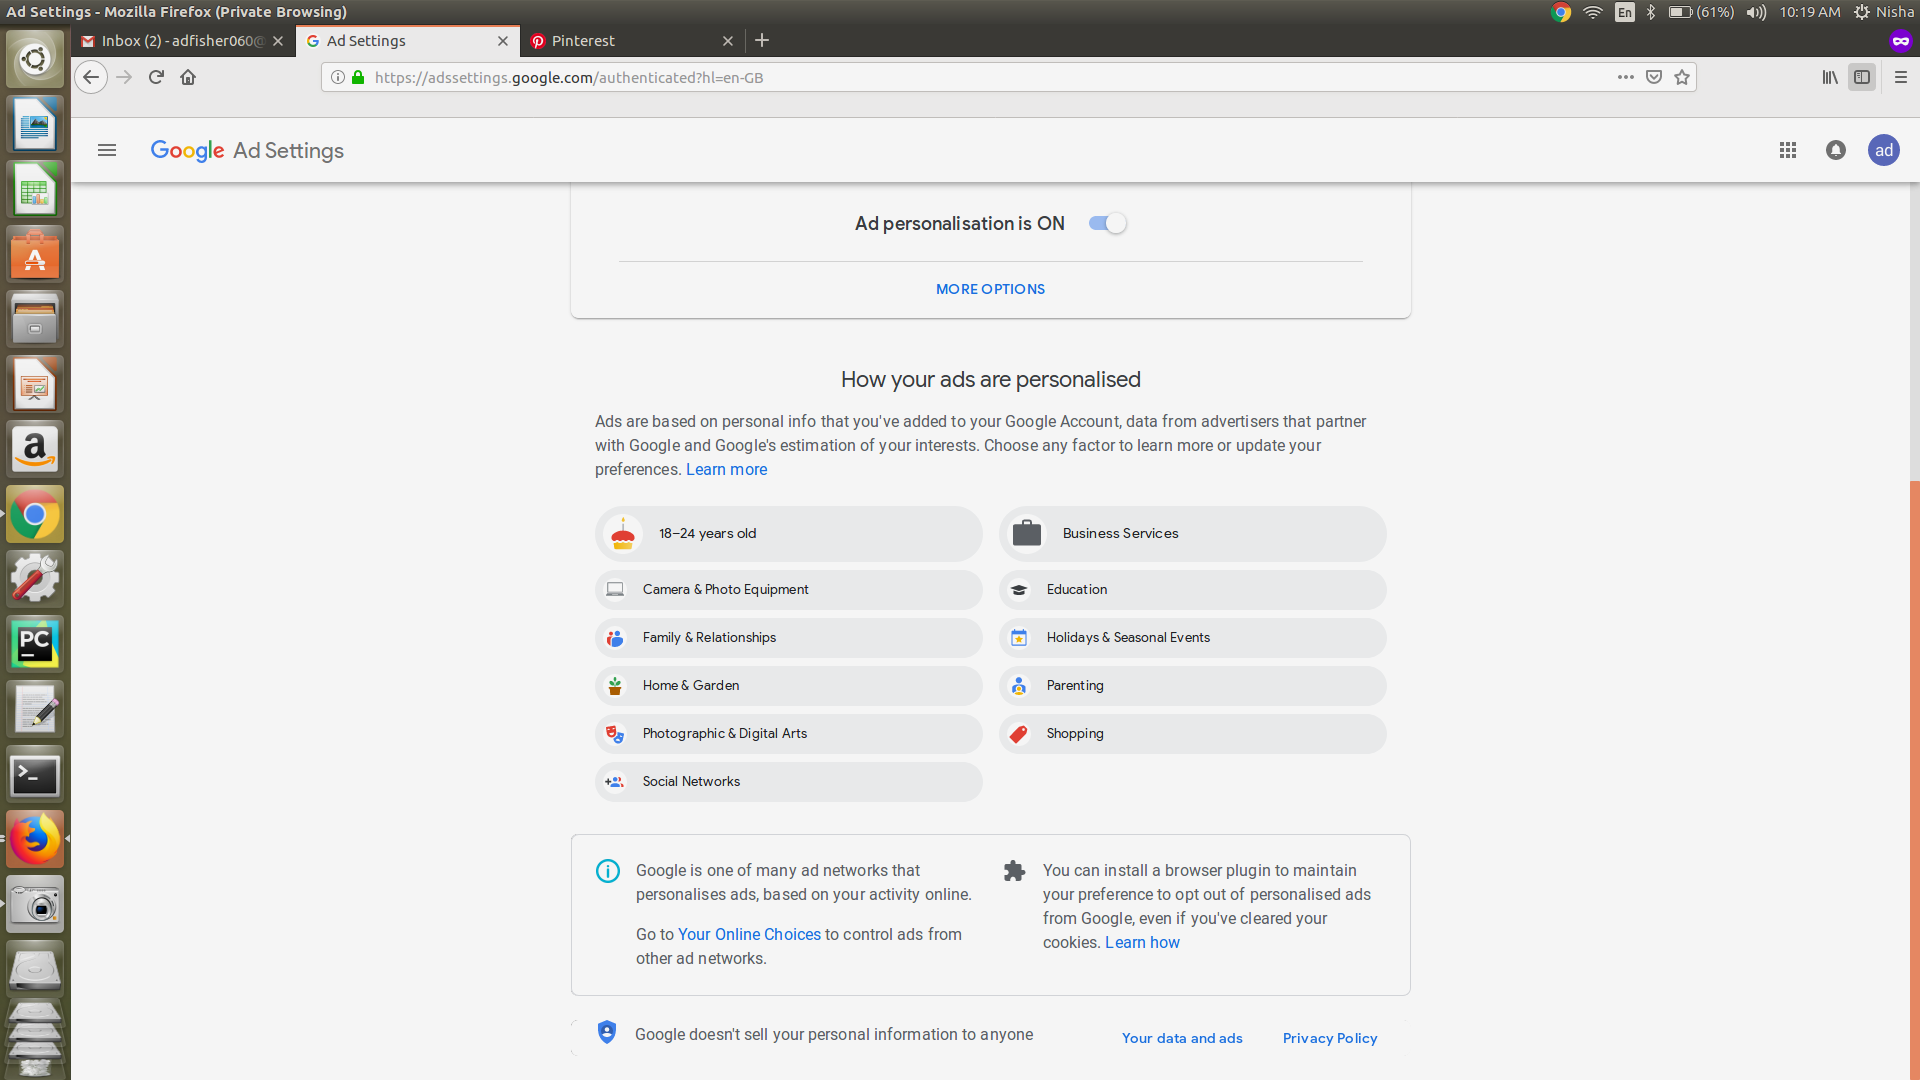 Ad Settings - Mozilla Firefox (Private Browsing)
En
(61%)
10:19 AM
Nisha
Inbox (2) - adfisher060@
Ad Settings
Pinterest
https://adssettings.google.com/authenticated?hl=en-GB
Google Ad Settings
ad
Ad personalisation is ON
MORE OPTIONS
How your ads are personalised
Ads are based on personal info that you've added to your Google Account, data from advertisers that partner
with Google and Google's estimation of your interests. Choose any factor to learn more or update your
preferences. Learn more
18–24 years old
Business Services
Camera & Photo Equipment
Education
Family & Relationships
Holidays & Seasonal Events
Home & Garden
Parenting
Photographic & Digital Arts
Shopping
Social Networks
Google is one of many ad networks that
personalises ads, based on your activity online.
Go to Your Online Choices to control ads from
other ad networks.
You can install a browser plugin to maintain
your preference to opt out of personalised ads
from Google, even if you've cleared your
cookies. Learn how
Google doesn't sell your personal information to anyone
Your data and ads
Privacy Policy
PC